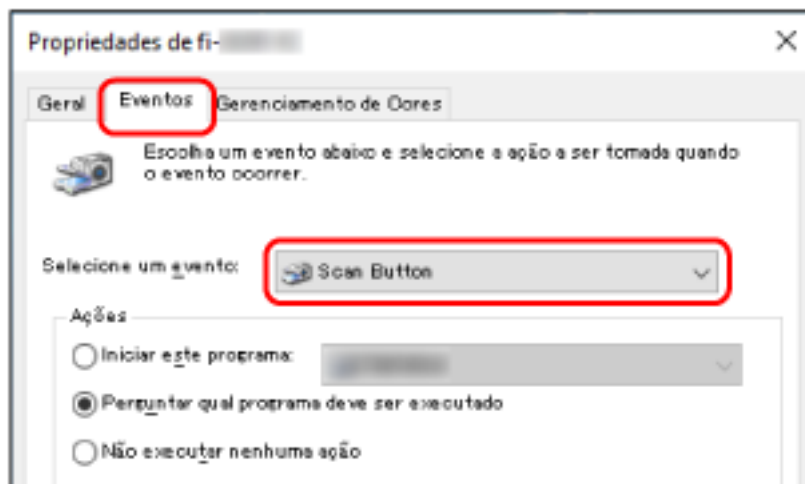 Propriedades de fi-
Geral Eventos Gerenciamento de Cores
Escolha um evento abaixo e selecione a ação a ser tomada quando
o evento ocorrer.
Selecione um evento: Scan Button
Ações
Iniciar este programa:
Perguntar qual programa deve ser executado
Não executar nenhuma ação